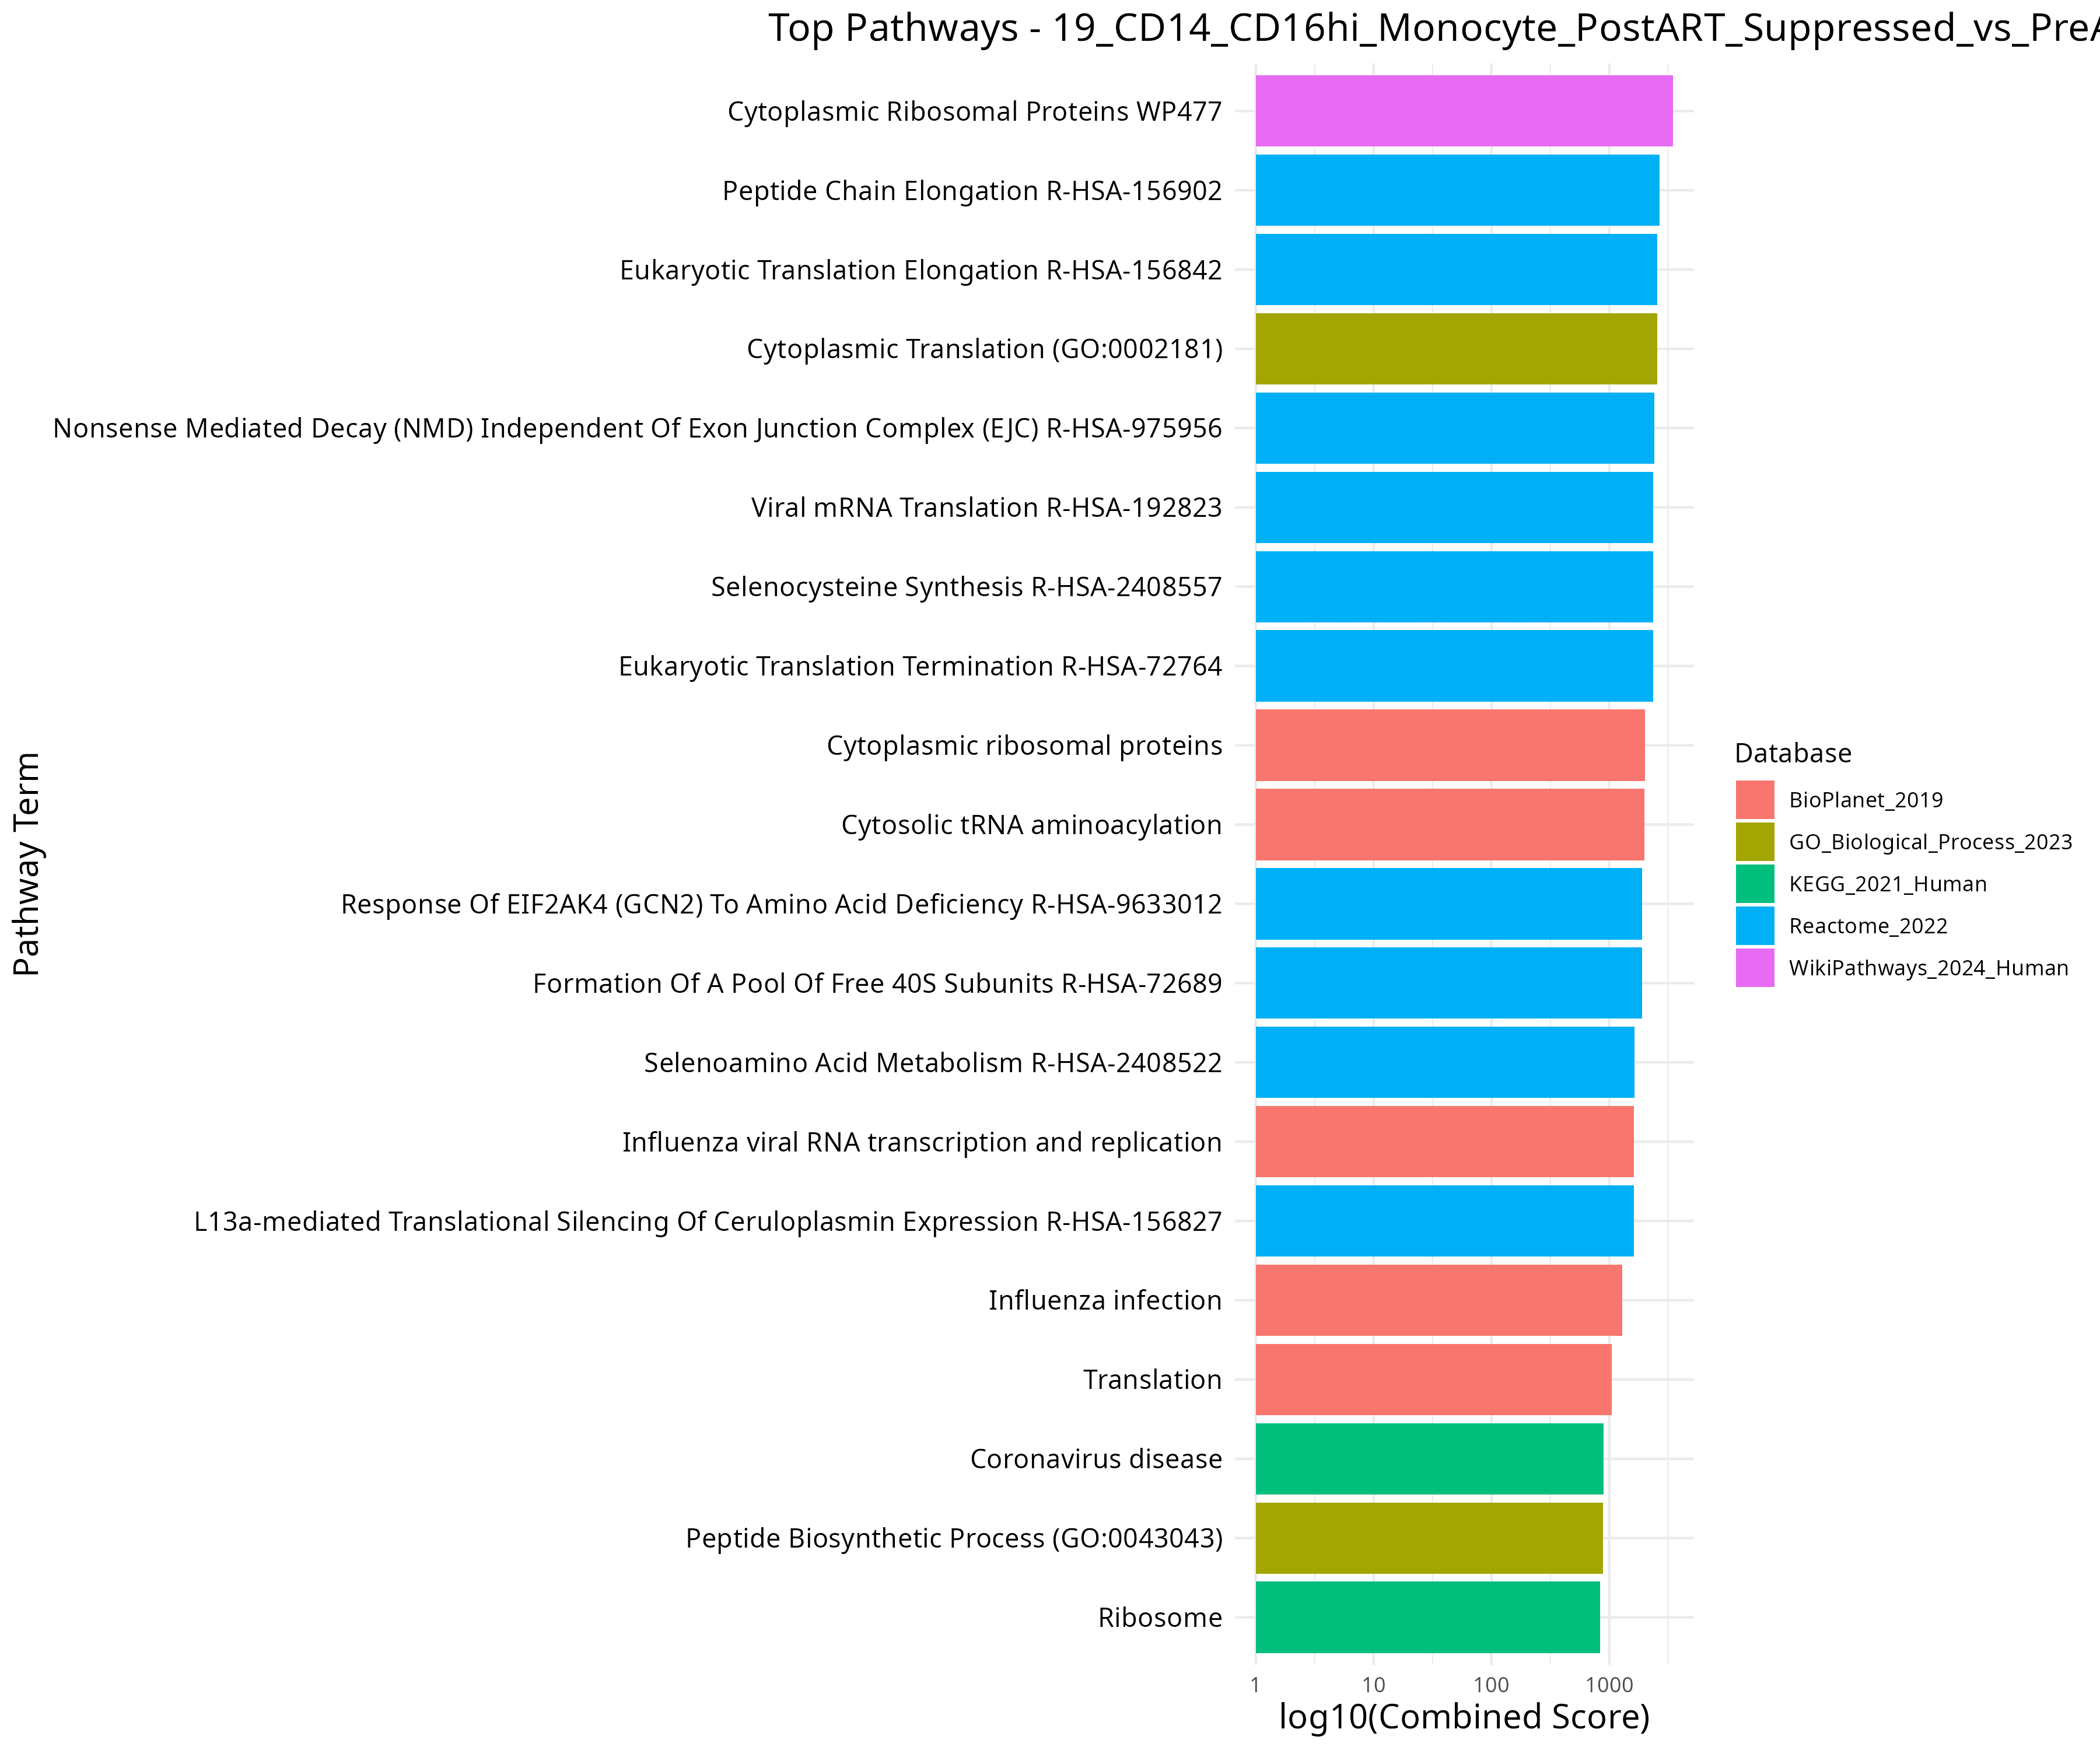 Top Pathways - 19_CD14_CD16hi_Monocyte_PostART_Suppressed_vs_PreA
Cytoplasmic Ribosomal Proteins WP477
Peptide Chain Elongation R-HSA-156902
Eukaryotic Translation Elongation R-HSA-156842
Cytoplasmic Translation (GO:0002181)
Nonsense Mediated Decay (NMD) Independent Of Exon Junction Complex (EJC) R-HSA-975956
Viral mRNA Translation R-HSA-192823
Selenocysteine Synthesis R-HSA-2408557
Eukaryotic Translation Termination R-HSA-72764
Cytoplasmic ribosomal proteins
Cytosolic tRNA aminoacylation
Response Of EIF2AK4 (GCN2) To Amino Acid Deficiency R-HSA-9633012
Formation Of A Pool Of Free 40S Subunits R-HSA-72689
Selenoamino Acid Metabolism R-HSA-2408522
Influenza viral RNA transcription and replication
L13a-mediated Translational Silencing Of Ceruloplasmin Expression R-HSA-156827
Influenza infection
Translation
Coronavirus disease
Peptide Biosynthetic Process (GO:0043043)
Ribosome
Pathway Term
1 10 100 1000
log10(Combined Score)
Database
BioPlanet_2019
GO_Biological_Process_2023
KEGG_2021_Human
Reactome_2022
WikiPathways_2024_Human